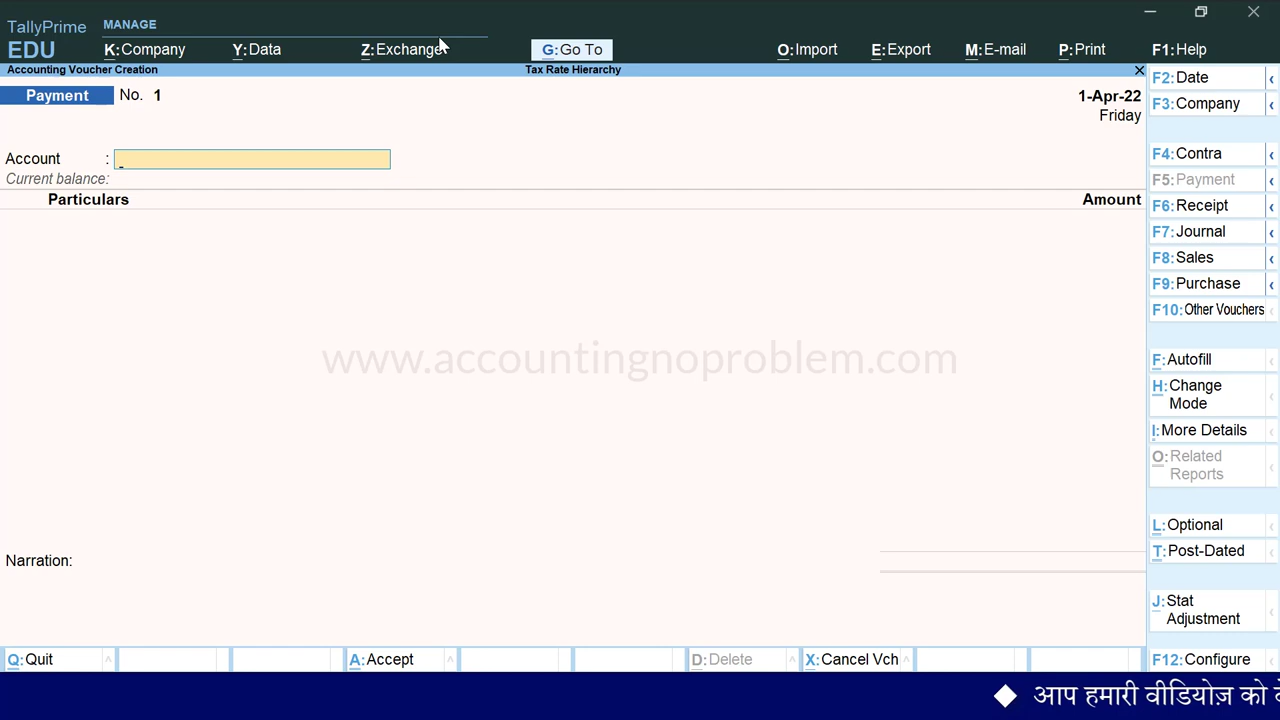 TallyPrime MANAGE
EDU K:Company Y:Data Z:Exchange G:Go To O:Import E:Export M:E-mail P:Print F1:Help
Accounting Voucher Creation Tax Rate Hierarchy
Payment No. 1 1-Apr-22
Friday
Account :
Current balance:
Particulars Amount
www.accountingnoproblem.com
Narration:
F2:Date
F3:Company
F4:Contra
F5:Payment
F6:Receipt
F7:Journal
F8:Sales
F9:Purchase
F10:Other Vouchers
F:Autofill
H:Change
Mode
I:More Details
O:Related
Reports
L:Optional
T:Post-Dated
J:Stat
Adjustment
Q:Quit A:Accept D:Delete X:Cancel Vch F12:Configure
◆ आप हमारी वीडियोज़ को